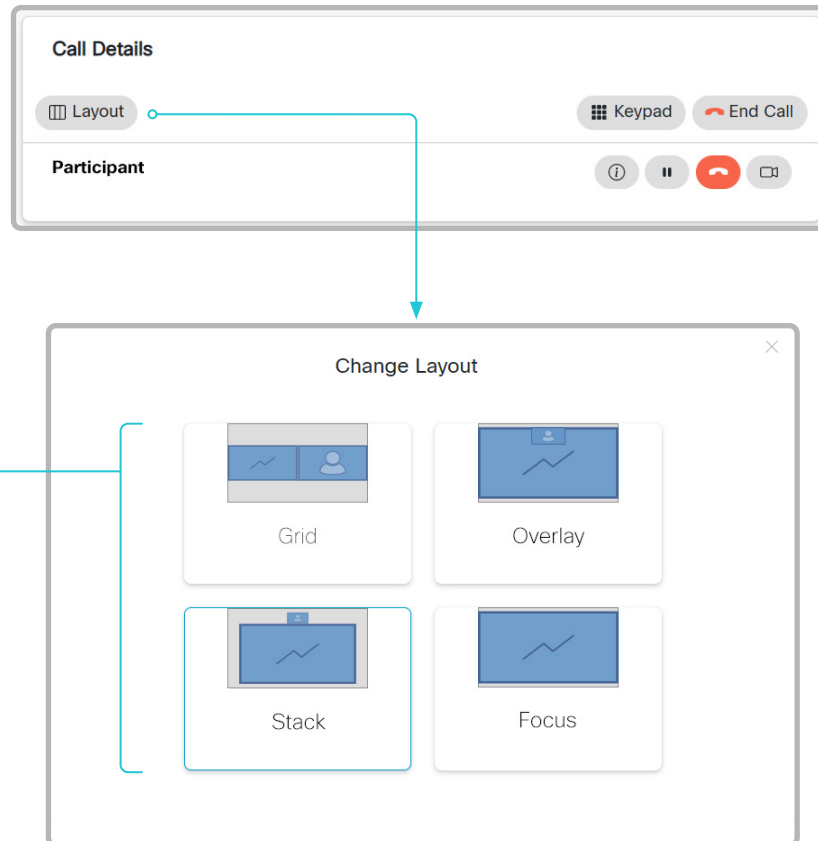 Call Details
Layout Keypad End Call
Participant
Change Layout
Grid Overlay
Stack Focus